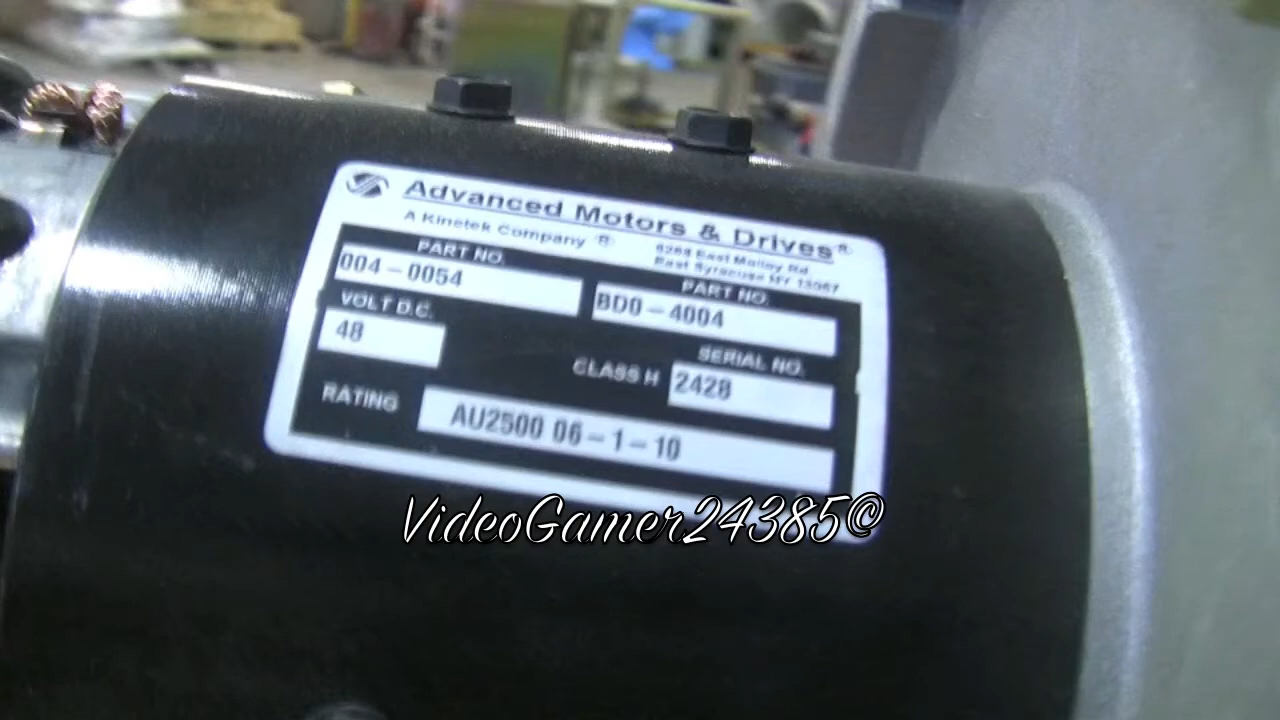 Advanced Motors & Drives®
A Kinetek Company ®
6268 East Molloy Rd.
East Syracuse NY 13057
PART NO.
004-0054
PART NO.
BD0-4004
VOLT D.C.
48
SERIAL NO.
CLASS H 2428
RATING AU2500 06-1-10
VideoGamer24385©